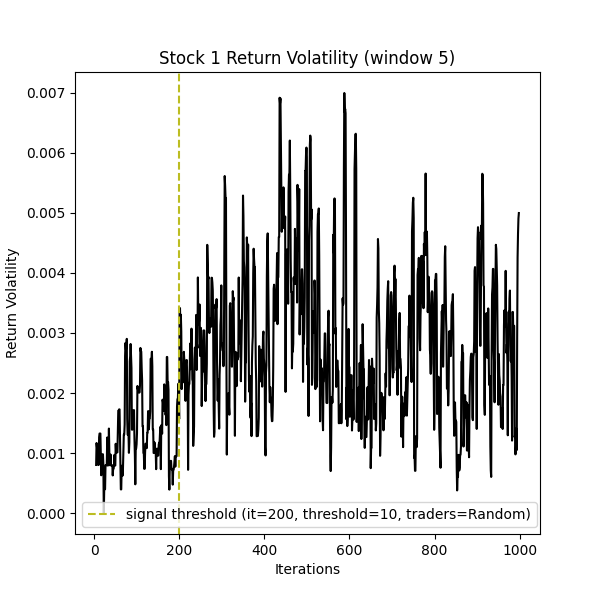 Stock 1 Return Volatility (window 5)
Return Volatility
0.007
0.006
0.005
0.004
0.003
0.002
0.001
0.000
signal threshold (it=200, threshold=10, traders=Random)
0 200 400 600 800 1000
Iterations